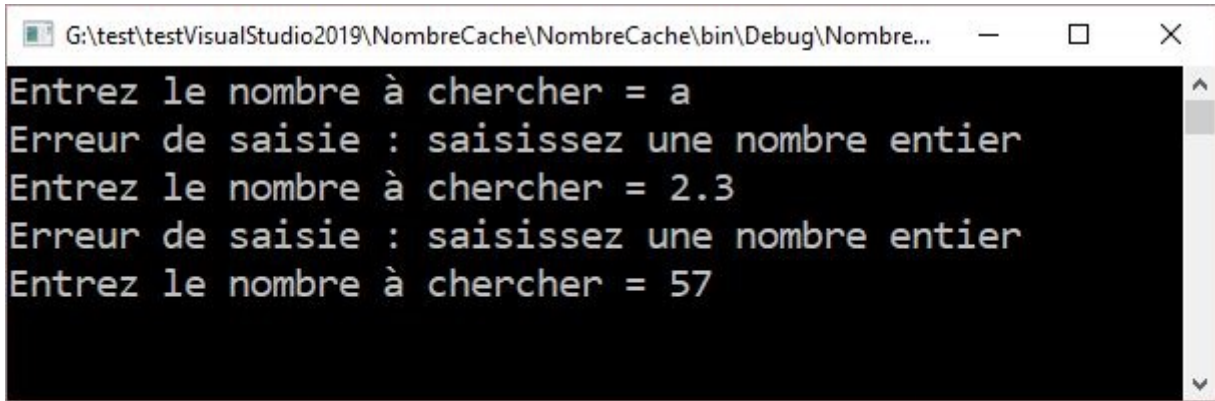 G:\test\testVisualStudio2019\NombreCache\NombreCache\bin\Debug\Nombre...
Entrez le nombre à chercher = a
Erreur de saisie : saisissez une nombre entier
Entrez le nombre à chercher = 2.3
Erreur de saisie : saisissez une nombre entier
Entrez le nombre à chercher = 57